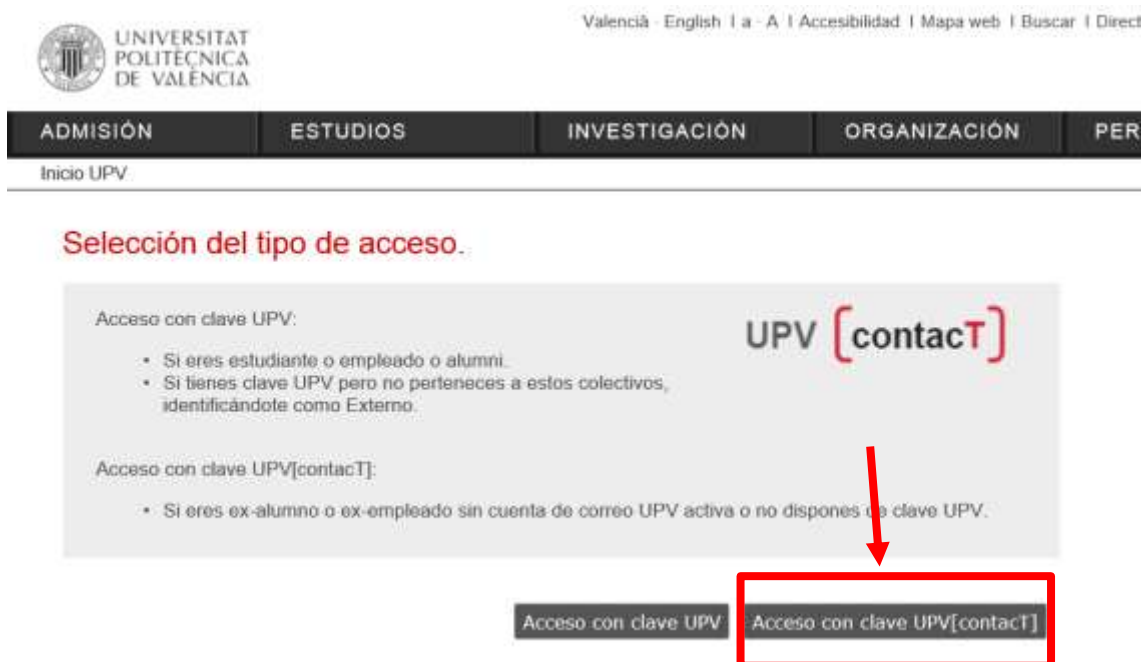 Valencià · English | a · A | Accesibilidad | Mapa web | Buscar | Direct
UNIVERSITAT
POLITÈCNICA
DE VALÈNCIA
ADMISIÓN ESTUDIOS INVESTIGACIÓN ORGANIZACIÓN PER
Inicio UPV
Selección del tipo de acceso.
UPV [contacT]
Acceso con clave UPV:
• Si eres estudiante o empleado o alumni.
• Si tienes clave UPV pero no perteneces a estos colectivos,
identificándote como Externo.
Acceso con clave UPV[contacT]:
• Si eres ex-alumno o ex-empleado sin cuenta de correo UPV activa o no dispones de clave UPV.
Acceso con clave UPV Acceso con clave UPV[contacT]